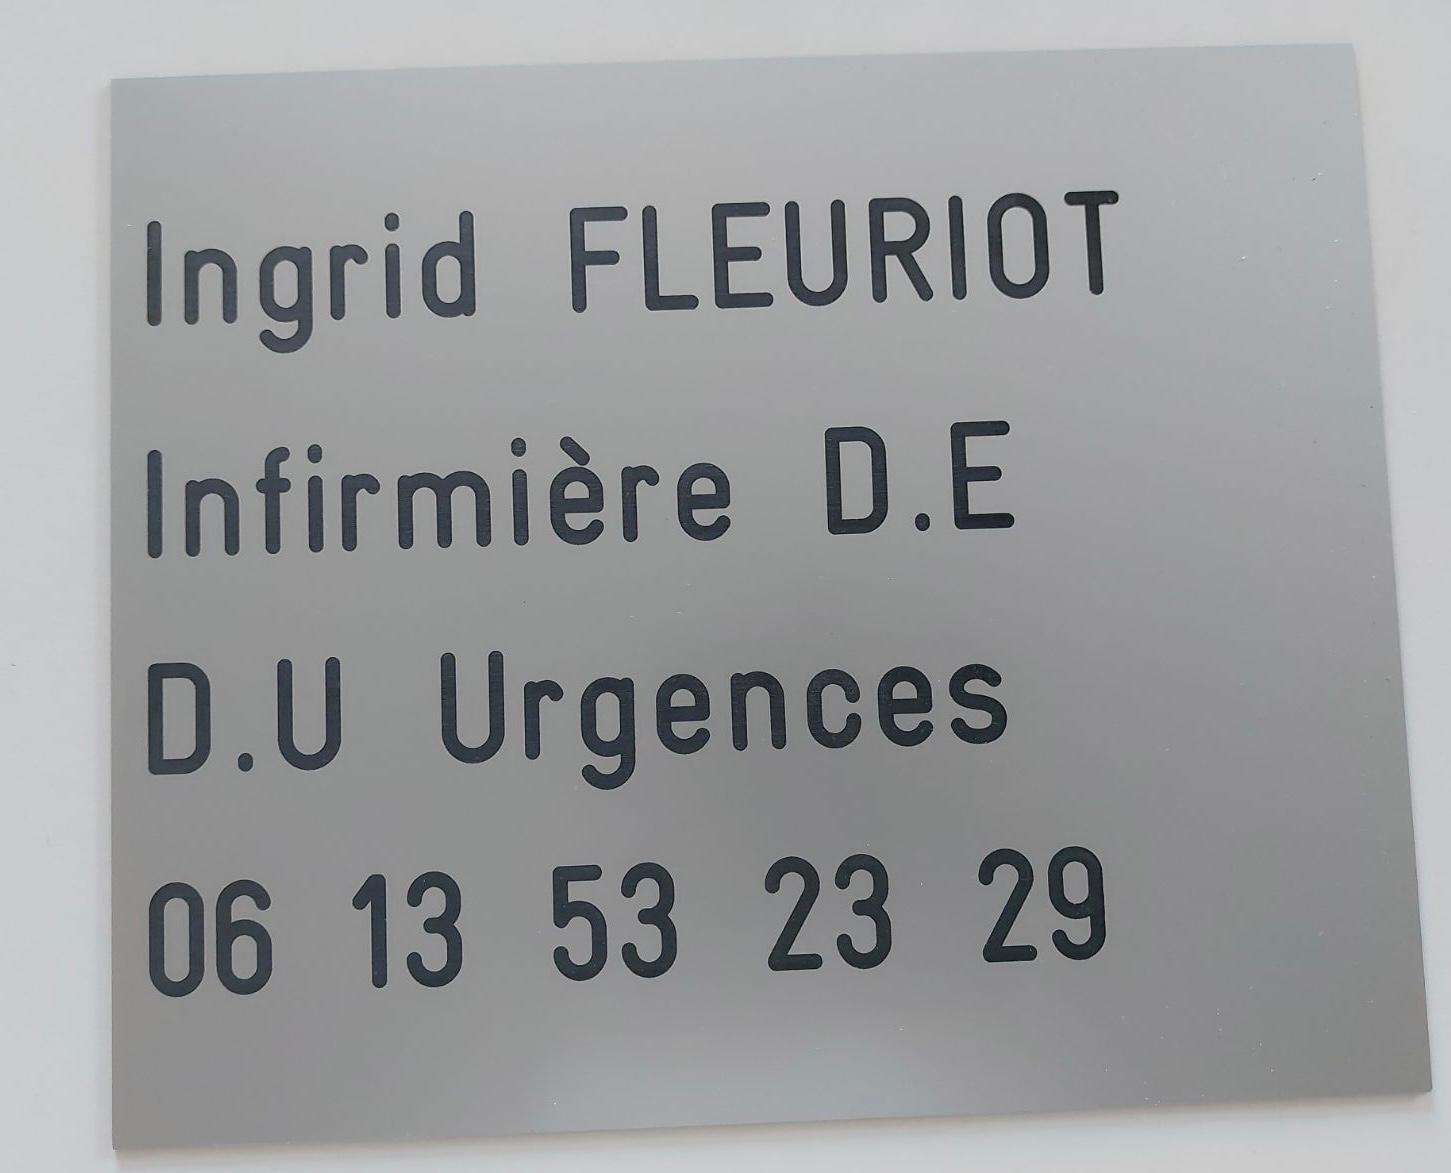 Ingrid FLEURIOT
Infirmière D.E
D.U Urgences
06 13 53 23 29